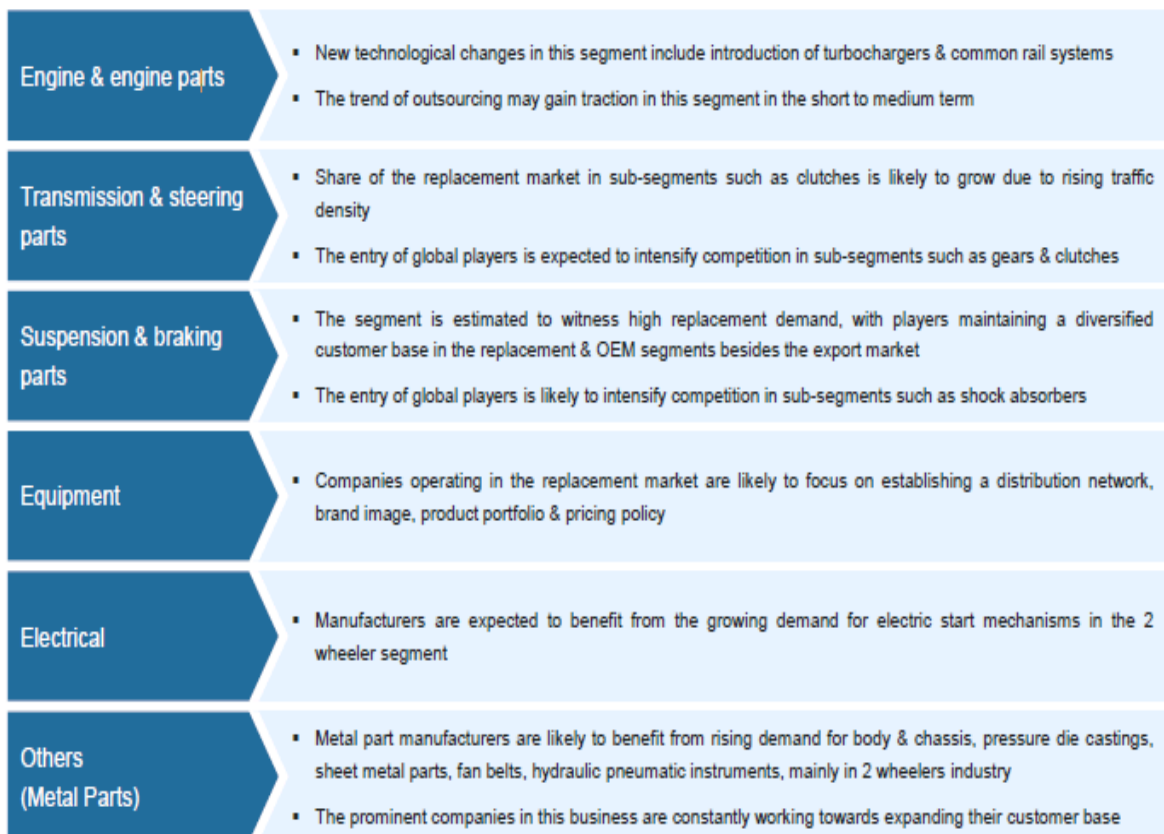 Engine & engine parts
▪ New technological changes in this segment include introduction of turbochargers & common rail systems
▪ The trend of outsourcing may gain traction in this segment in the short to medium term
Transmission & steering
parts
▪ Share of the replacement market in sub-segments such as clutches is likely to grow due to rising traffic
density
▪ The entry of global players is expected to intensify competition in sub-segments such as gears & clutches
Suspension & braking
parts
▪ The segment is estimated to witness high replacement demand, with players maintaining a diversified
customer base in the replacement & OEM segments besides the export market
▪ The entry of global players is likely to intensify competition in sub-segments such as shock absorbers
Equipment
▪ Companies operating in the replacement market are likely to focus on establishing a distribution network,
brand image, product portfolio & pricing policy
Electrical
▪ Manufacturers are expected to benefit from the growing demand for electric start mechanisms in the 2
wheeler segment
Others
(Metal Parts)
▪ Metal part manufacturers are likely to benefit from rising demand for body & chassis, pressure die castings,
sheet metal parts, fan belts, hydraulic pneumatic instruments, mainly in 2 wheelers industry
▪ The prominent companies in this business are constantly working towards expanding their customer base